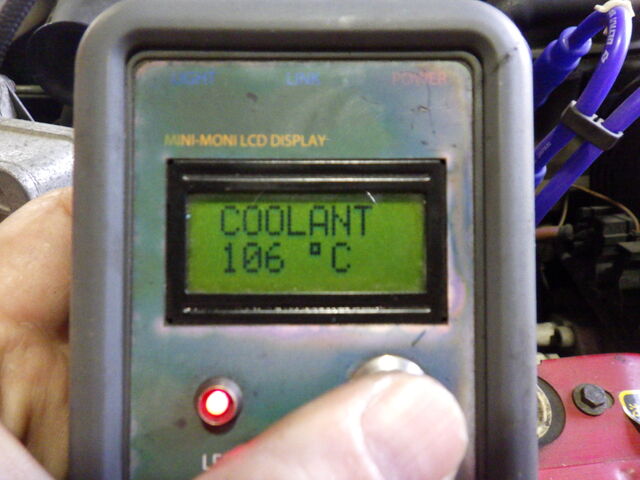 LIGHT LINK POWER
MINI-MONI LCD DISPLAY
COOLANT
106 °C